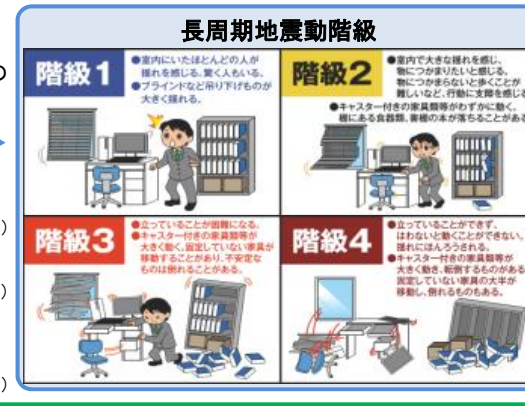 長周期地震動階級
の
階級1
●室内にいたほとんどの人が
揺れを感じる。驚く人もいる。
●ブラインドなど吊り下げものが
大きく揺れる。
階級2
●室内で大きな揺れを感じ、
物につかまりたいと感じる。
物につかまらないと歩くことが
難しいなど、行動に支障を感じる
●キャスター付きの家具類等がわずかに動く。
棚にある食器類、書棚の本が落ちることがある
)
)
)
階級3
●立っていることが困難になる。
●キャスター付きの家具類等が
大きく動く。固定していない家具が
移動することがあり、不安定な
ものは倒れることがある。
階級4
●立っていることができず、
はわないと動くことができない。
揺れにほんろうされる。
●キャスター付きの家具類等が
大きく動き、転倒するものがある
固定していない家具の大半が
移動し、倒れるものもある。